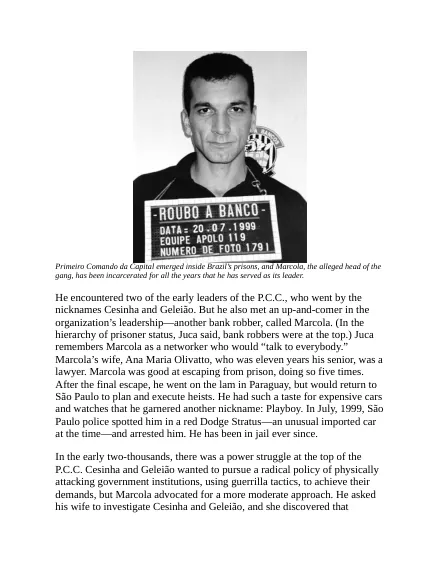 -ROUBO A BANCO-
DATA= 20.07.1999
EQUIPE APOLO 119
NUMERO DE FOTO 1791
Primeiro Comando da Capital emerged inside Brazil's prisons, and Marcola, the alleged head of the
gang, has been incarcerated for all the years that he has served as its leader.
He encountered two of the early leaders of the P.C.C., who went by the
nicknames Cesinha and Geleião. But he also met an up-and-comer in the
organization's leadership—another bank robber, called Marcola. (In the
hierarchy of prisoner status, Juca said, bank robbers were at the top.) Juca
remembers Marcola as a networker who would “talk to everybody.”
Marcola's wife, Ana Maria Olivatto, who was eleven years his senior, was a
lawyer. Marcola was good at escaping from prison, doing so five times.
After the final escape, he went on the lam in Paraguay, but would return to
São Paulo to plan and execute heists. He had such a taste for expensive cars
and watches that he garnered another nickname: Playboy. In July, 1999, São
Paulo police spotted him in a red Dodge Stratus—an unusual imported car
at the time—and arrested him. He has been in jail ever since.
In the early two-thousands, there was a power struggle at the top of the
P.C.C. Cesinha and Geleião wanted to pursue a radical policy of physically
attacking government institutions, using guerrilla tactics, to achieve their
demands, but Marcola advocated for a more moderate approach. He asked
his wife to investigate Cesinha and Geleião, and she discovered that